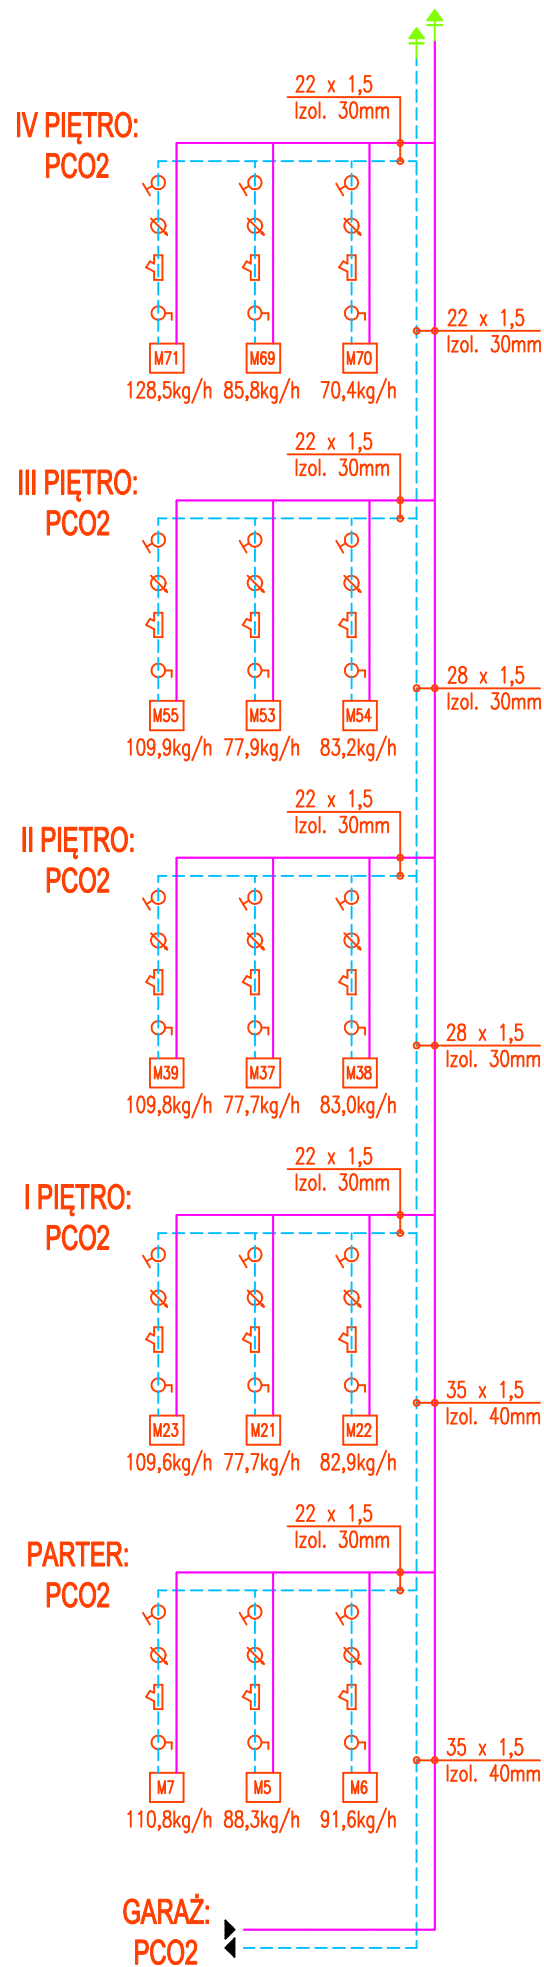 22 x 1,5
Izol. 30mm
IV PIĘTRO:
PCO2
22 x 1,5
Izol. 30mm
M71 M69 M70
128,5kg/h 85,8kg/h 70,4kg/h
22 x 1,5
Izol. 30mm
III PIĘTRO:
PCO2
28 x 1,5
Izol. 30mm
M55 M53 M54
109,9kg/h 77,9kg/h 83,2kg/h
22 x 1,5
Izol. 30mm
II PIĘTRO:
PCO2
28 x 1,5
Izol. 30mm
M39 M37 M38
109,8kg/h 77,7kg/h 83,0kg/h
22 x 1,5
Izol. 30mm
I PIĘTRO:
PCO2
35 x 1,5
Izol. 40mm
M23 M21 M22
109,6kg/h 77,7kg/h 82,9kg/h
22 x 1,5
Izol. 30mm
PARTER:
PCO2
35 x 1,5
Izol. 40mm
M7 M5 M6
110,8kg/h 88,3kg/h 91,6kg/h
GARAŻ:
PCO2